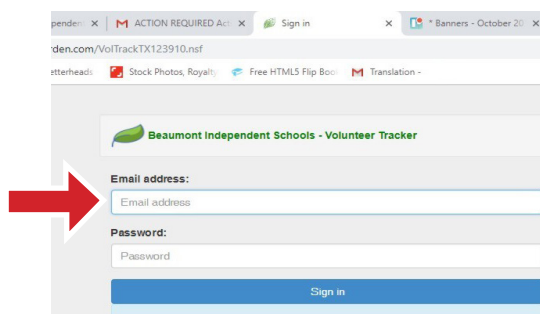 pendent ACTION REQUIRED Act Sign in * Banners - October 20
rden.com/VolTrackTX123910.nsf
etterheads Stock Photos, Royalty Free HTML5 Flip Boo Translation -
Beaumont Independent Schools - Volunteer Tracker
Email address:
Email address
Password:
Password
Sign in